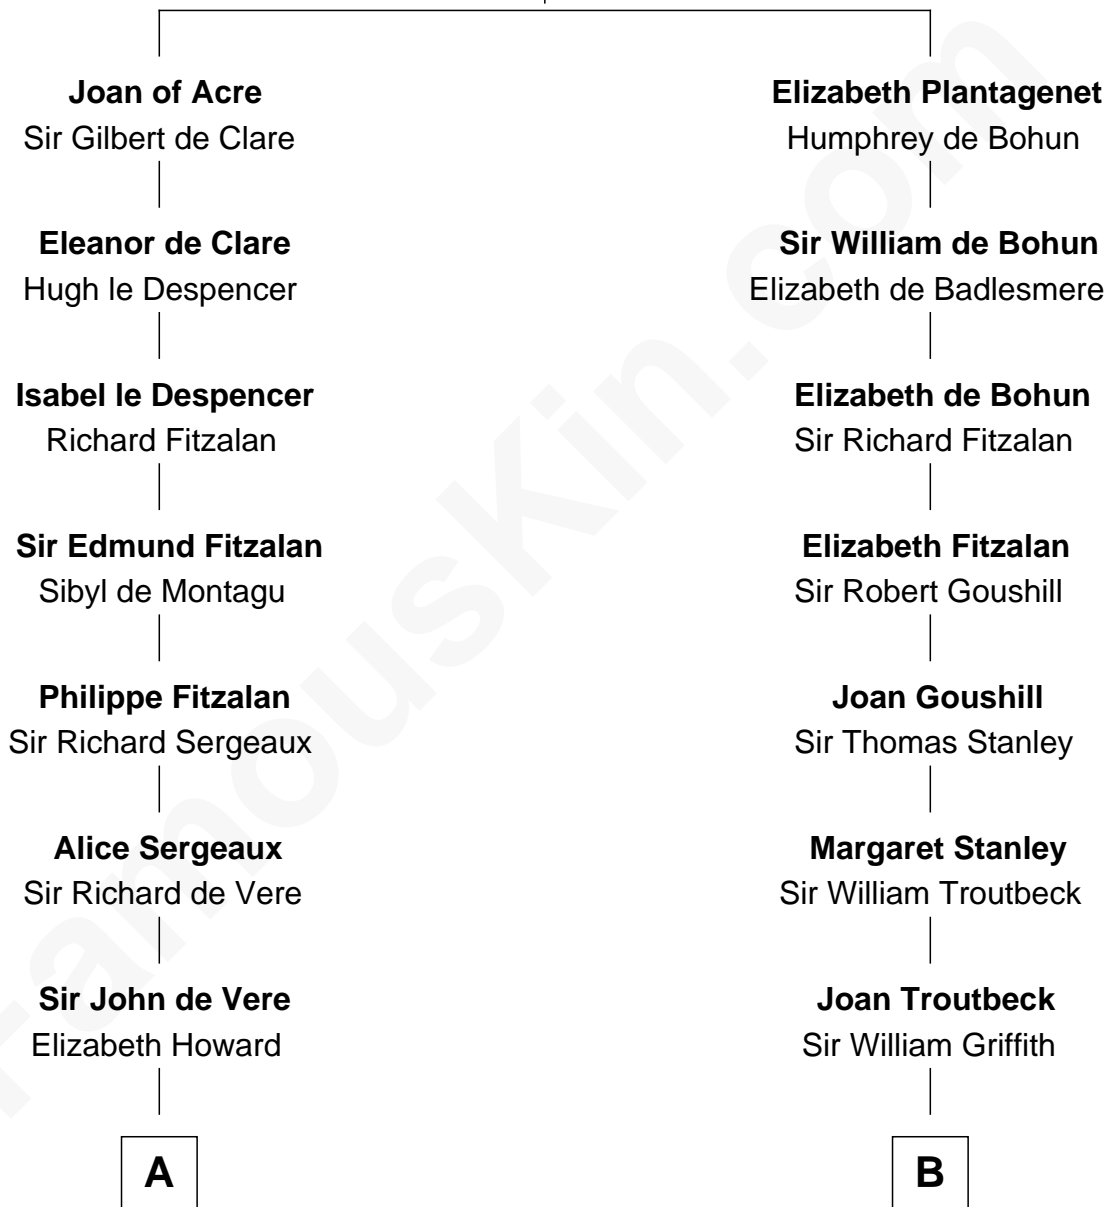 Joan of Acre
Sir Gilbert de Clare
Eleanor de Clare
Hugh le Despencer
Isabel le Despencer
Richard Fitzalan
Sir Edmund Fitzalan
Sibyl de Montagu
Philippe Fitzalan
Sir Richard Sergeaux
Alice Sergeaux
Sir Richard de Vere
Sir John de Vere
Elizabeth Howard
A
Elizabeth Plantagenet
Humphrey de Bohun
Sir William de Bohun
Elizabeth de Badlesmere
Elizabeth de Bohun
Sir Richard Fitzalan
Elizabeth Fitzalan
Sir Robert Goushill
Joan Goushill
Sir Thomas Stanley
Margaret Stanley
Sir William Troutbeck
Joan Troutbeck
Sir William Griffith
B
FamousKin.com